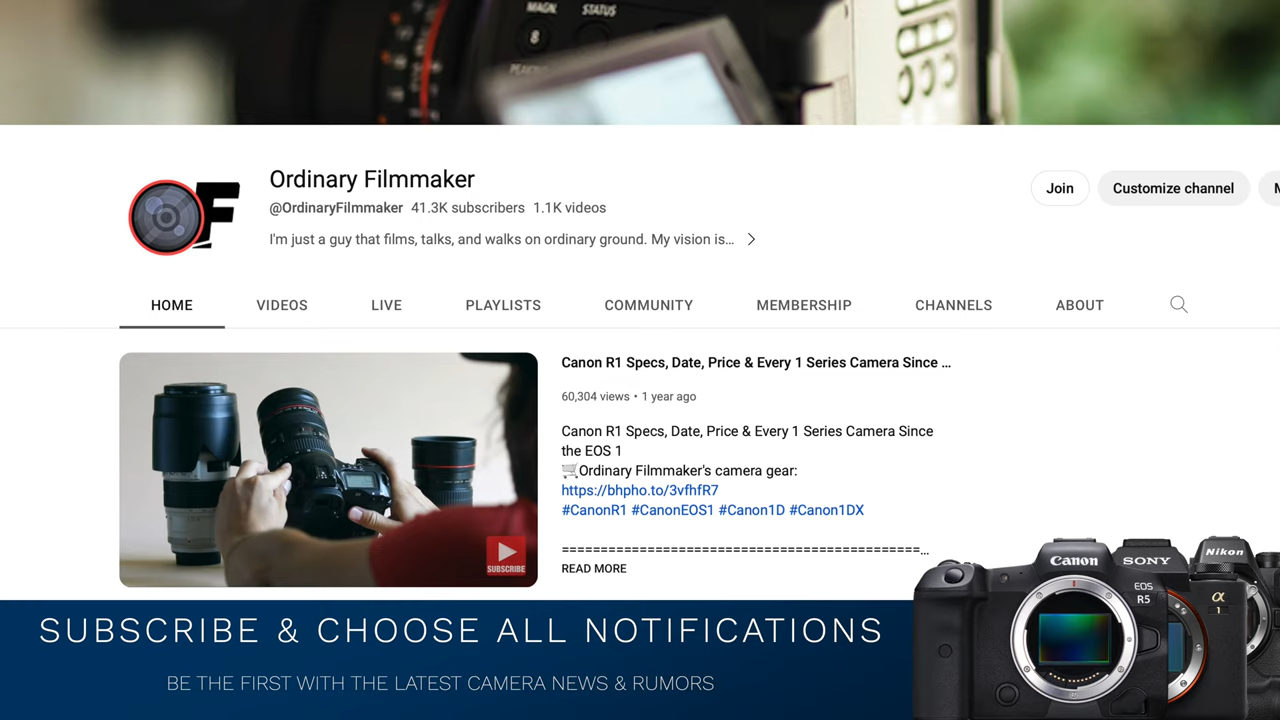 MAGN.
STATUS
8
PEAKING
F
Ordinary Filmmaker
@OrdinaryFilmmaker 41.3K subscribers 1.1K videos
I'm just a guy that films, talks, and walks on ordinary ground. My vision is...
Join
Customize channel
HOME
VIDEOS
LIVE
PLAYLISTS
COMMUNITY
MEMBERSHIP
CHANNELS
ABOUT
SUBSCRIBE
Canon R1 Specs, Date, Price & Every 1 Series Camera Since ...
60,304 views • 1 year ago
Canon R1 Specs, Date, Price & Every 1 Series Camera Since
the EOS 1
🛒Ordinary Filmmaker's camera gear:
https://bhpho.to/3vfhfR7
#CanonR1 #CanonEOS1 #Canon1D #Canon1DX
==============================================...
READ MORE
Canon
EOS
R5
SONY
α
1
Nikon
SUBSCRIBE & CHOOSE ALL NOTIFICATIONS
BE THE FIRST WITH THE LATEST CAMERA NEWS & RUMORS